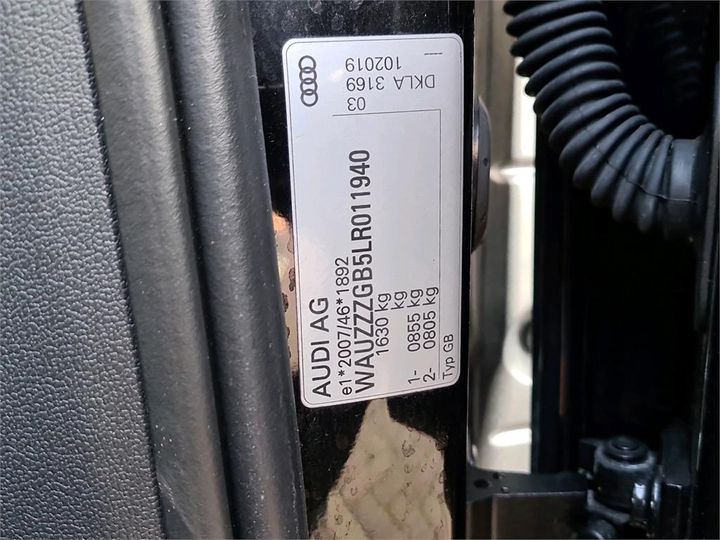 AUDI AG
e1*2007/46*1892
WAUZZZGB5LR011940
1630 kg
kg
1- 0855 kg
2- 0805 kg
Typ GB
03
DKLA 3169
102019